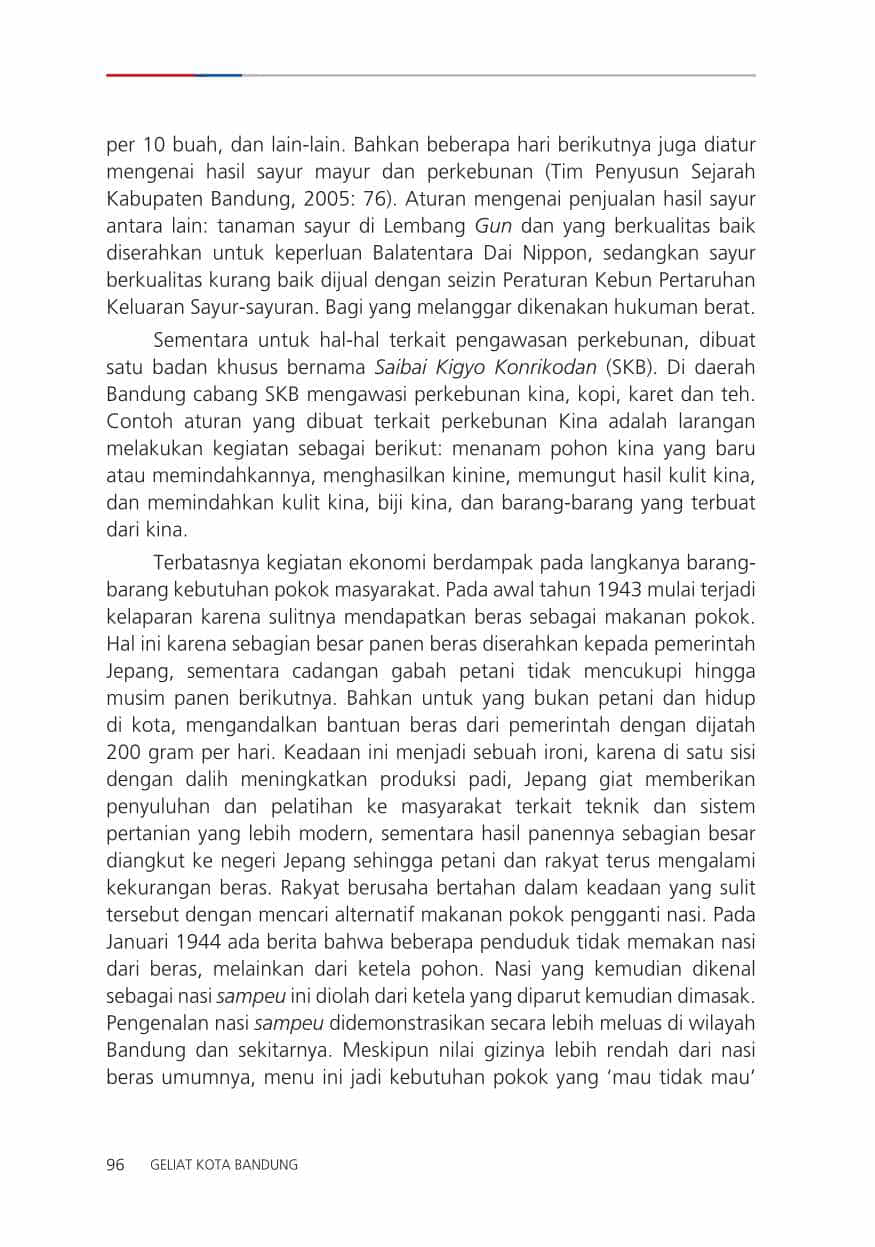 per 10 buah, dan lain-lain. Bahkan beberapa hari berikutnya juga diatur
mengenai hasil sayur mayur dan perkebunan (Tim Penyusun Sejarah
Kabupaten Bandung, 2005: 76). Aturan mengenai penjualan hasil sayur
antara lain: tanaman sayur di Lembang Gun dan yang berkualitas baik
diserahkan untuk keperluan Balatentara Dai Nippon, sedangkan sayur
berkualitas kurang baik dijual dengan seizin Peraturan Kebun Pertaruhan
Keluaran Sayur-sayuran. Bagi yang melanggar dikenakan hukuman berat.
Sementara untuk hal-hal terkait pengawasan perkebunan, dibuat
satu badan khusus bernama Saibai Kigyo Konrikodan (SKB). Di daerah
Bandung cabang SKB mengawasi perkebunan kina, kopi, karet dan teh.
Contoh aturan yang dibuat terkait perkebunan Kina adalah larangan
melakukan kegiatan sebagai berikut: menanam pohon kina yang baru
atau memindahkannya, menghasilkan kinine, memungut hasil kulit kina,
dan memindahkan kulit kina, biji kina, dan barang-barang yang terbuat
dari kina.
Terbatasnya kegiatan ekonomi berdampak pada langkanya barang-
barang kebutuhan pokok masyarakat. Pada awal tahun 1943 mulai terjadi
kelaparan karena sulitnya mendapatkan beras sebagai makanan pokok.
Hal ini karena sebagian besar panen beras diserahkan kepada pemerintah
Jepang, sementara cadangan gabah petani tidak mencukupi hingga
musim panen berikutnya. Bahkan untuk yang bukan petani dan hidup
di kota, mengandalkan bantuan beras dari pemerintah dengan dijatah
200 gram per hari. Keadaan ini menjadi sebuah ironi, karena di satu sisi
dengan dalih meningkatkan produksi padi, Jepang giat memberikan
penyuluhan dan pelatihan ke masyarakat terkait teknik dan sistem
pertanian yang lebih modern, sementara hasil panennya sebagian besar
diangkut ke negeri Jepang sehingga petani dan rakyat terus mengalami
kekurangan beras. Rakyat berusaha bertahan dalam keadaan yang sulit
tersebut dengan mencari alternatif makanan pokok pengganti nasi. Pada
Januari 1944 ada berita bahwa beberapa penduduk tidak memakan nasi
dari beras, melainkan dari ketela pohon. Nasi yang kemudian dikenal
sebagai nasi sampeu ini diolah dari ketela yang diparut kemudian dimasak.
Pengenalan nasi sampeu didemonstrasikan secara lebih meluas di wilayah
Bandung dan sekitarnya. Meskipun nilai gizinya lebih rendah dari nasi
beras umumnya, menu ini jadi kebutuhan pokok yang ‘mau tidak mau’
96 GELIAT KOTA BANDUNG